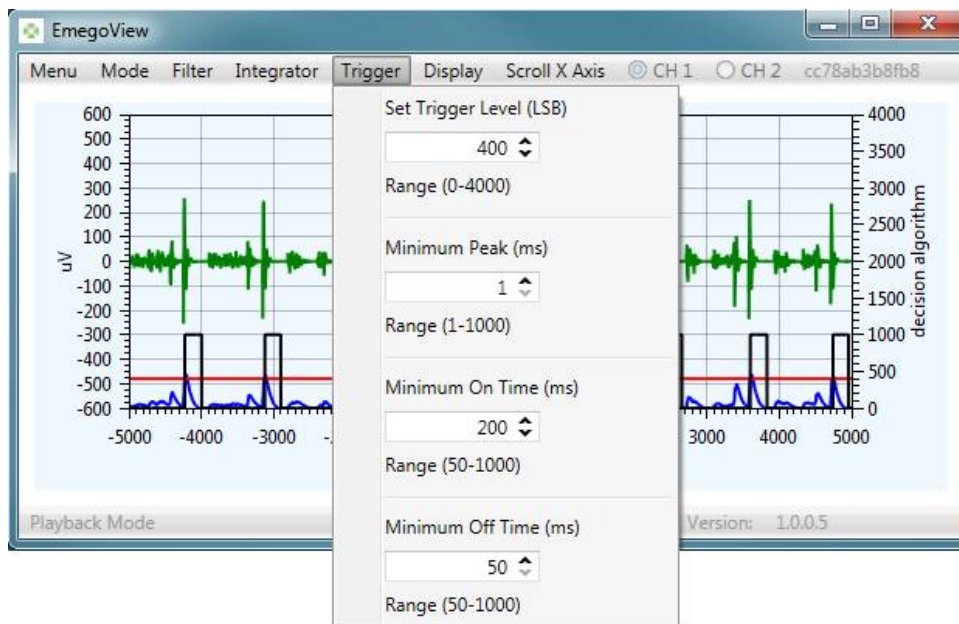 EmegoView
Menu Mode Filter Integrator Trigger Display Scroll X Axis CH 1 CH 2 cc78ab3b8fb8
Set Trigger Level (LSB)
400
Range (0-4000)
Minimum Peak (ms)
1
Range (1-1000)
Minimum On Time (ms)
200
Range (50-1000)
Minimum Off Time (ms)
50
Range (50-1000)
uV
600
500
400
300
200
100
0
-100
-200
-300
-400
-500
-600
-5000 -4000 -3000
3000 4000 5000
4000
3500
3000
2500
2000
1500
1000
500
0
decision algorithm
Playback Mode
Version: 1.0.0.5